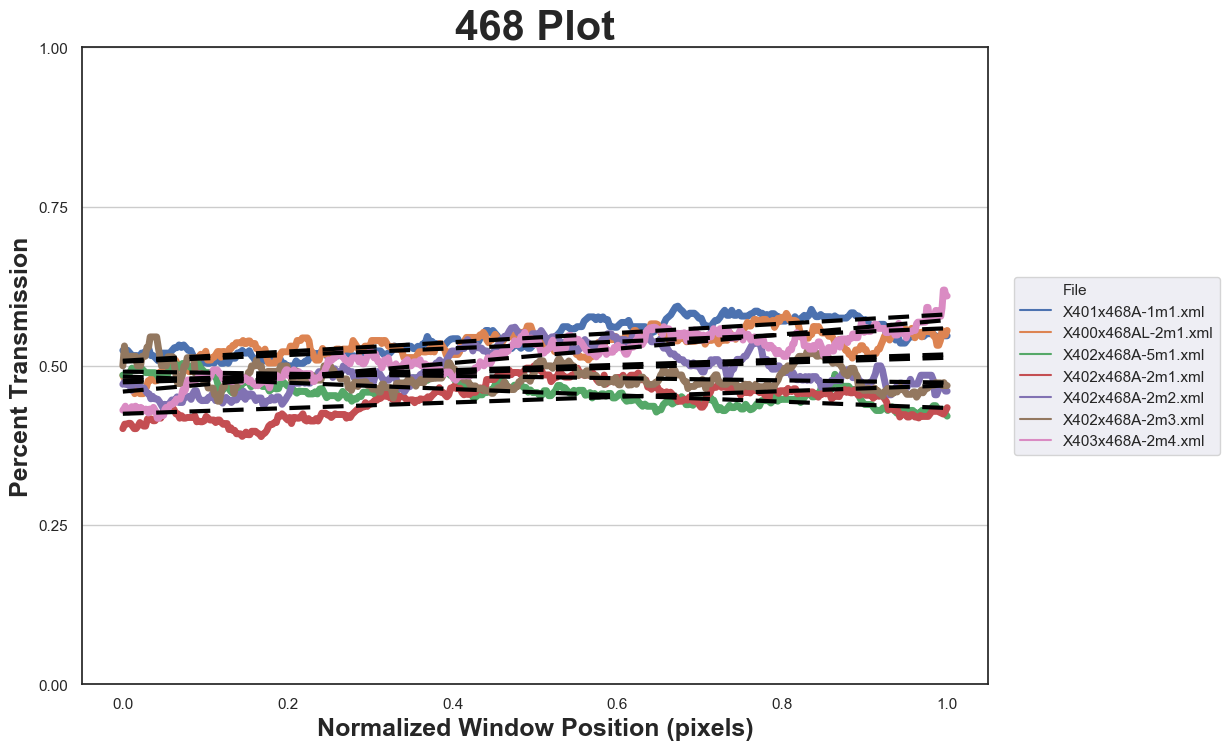 468 Plot
1.00
0.75
0.50
0.25
0.00
Percent Transmission
0.0 0.2 0.4 0.6 0.8 1.0
Normalized Window Position (pixels)
File
X401x468A-1m1.xml
X400x468AL-2m1.xml
X402x468A-5m1.xml
X402x468A-2m1.xml
X402x468A-2m2.xml
X402x468A-2m3.xml
X403x468A-2m4.xml